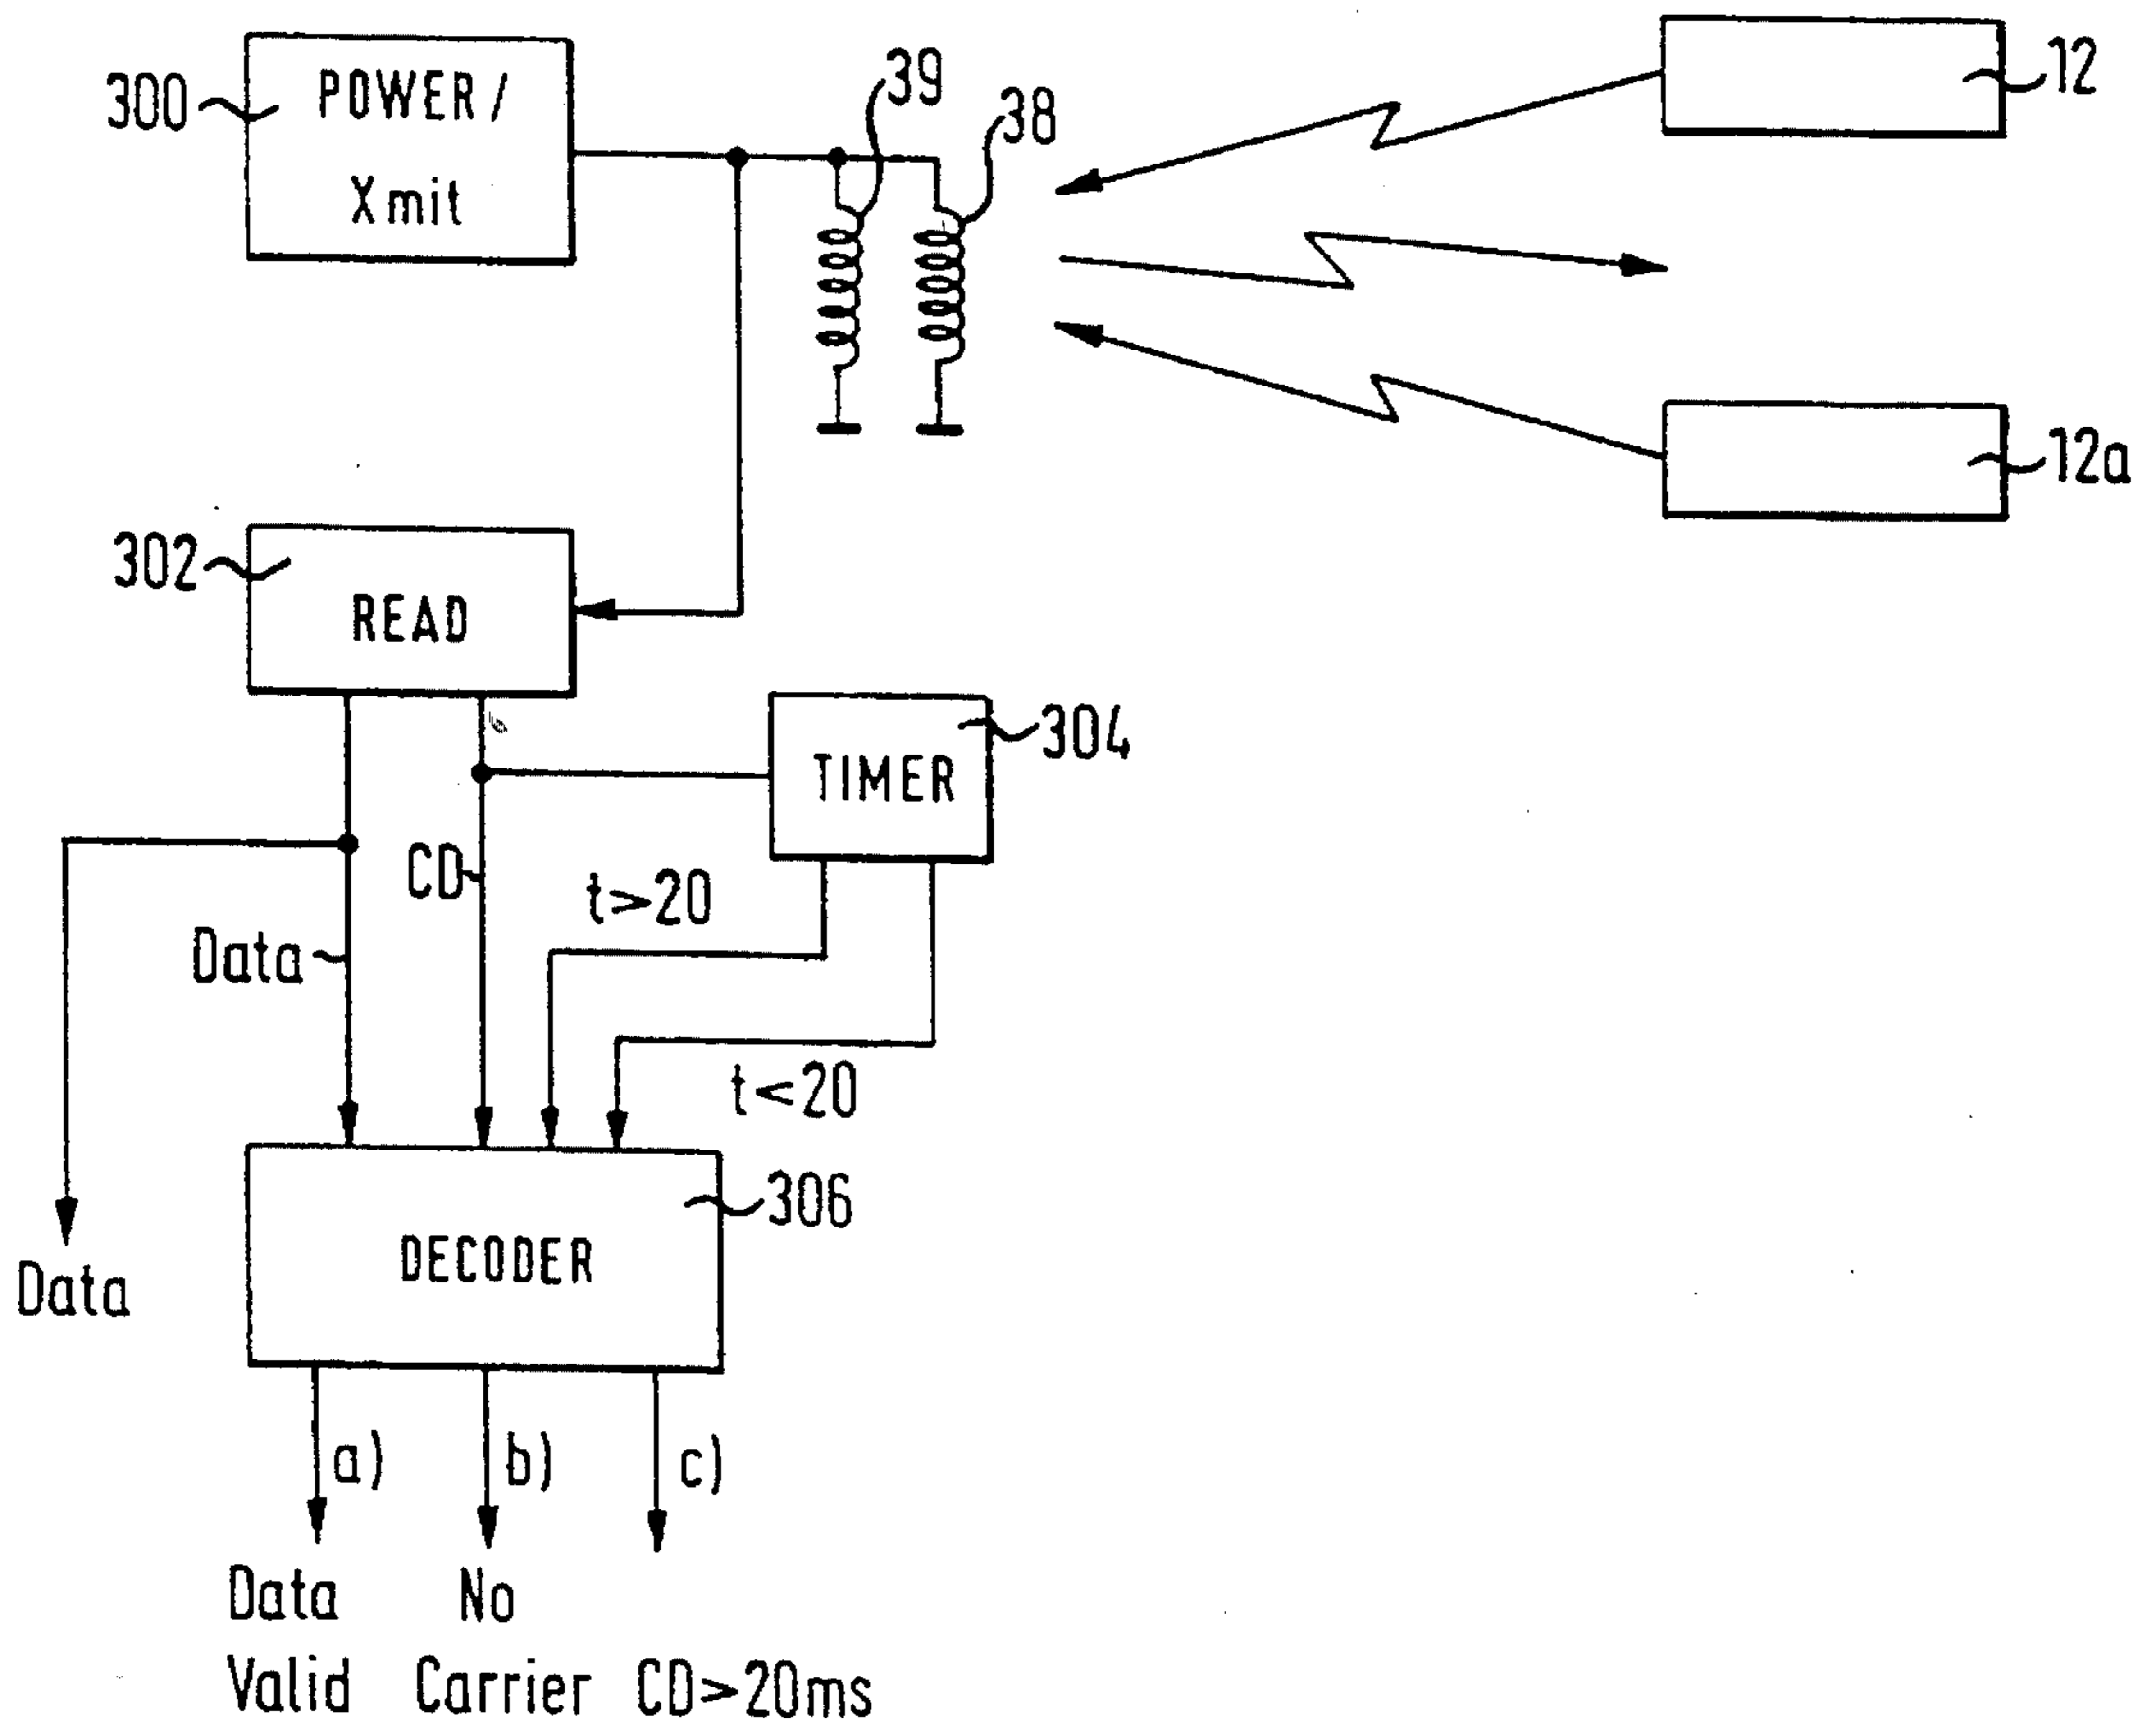 300
POWER /
Xmit
39
38
12
12a
302
READ
304
TIMER
CD
t>20
Data
t<20
306
DECODER
Data
a)
b)
c)
Data
Valid
No
Carrier
CD>20ms